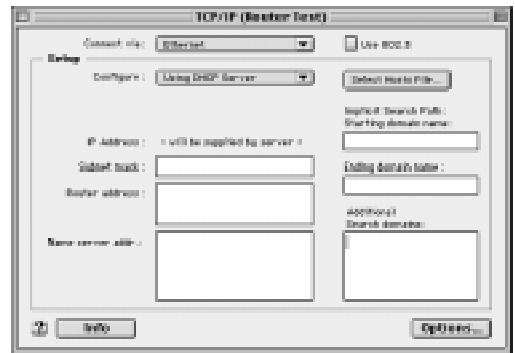 TCP/IP (Router Test)
Connect via: Ethernet
Use 802.3
Setup
Configure: Using DHCP Server
Select Hosts File...
Implicit Search Path:
Starting domain name:
IP Address: < will be supplied by server >
Subnet mask:
Ending domain name:
Router address:
Additional
Search domains:
Name server addr.:
?
Info
Options...